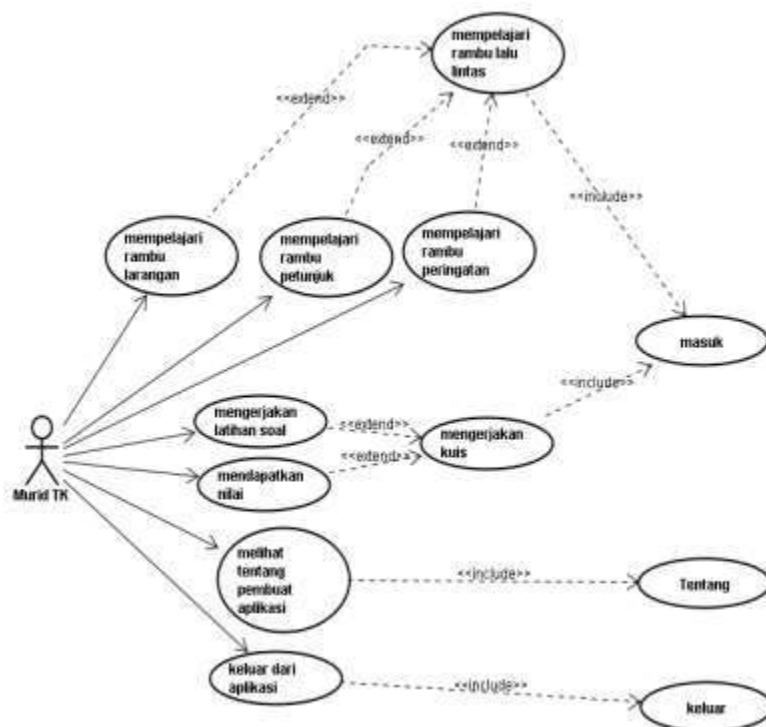 mempelajari
rambu lalu
lintas
<<extend>>
<<extend>>
<<extend>>
<<include>>
mempelajari
rambu
larangan
mempelajari
rambu
petunjuk
mempelajari
rambu
peringatan
masuk
<<include>>
mengerjakan
latihan soal
<<extend>>
mengerjakan
kuis
<<extend>>
mendapatkan
nilai
Murid TK
melihat
tentang
pembuat
aplikasi
<<include>>
Tentang
keluar dari
aplikasi
<<include>>
keluar